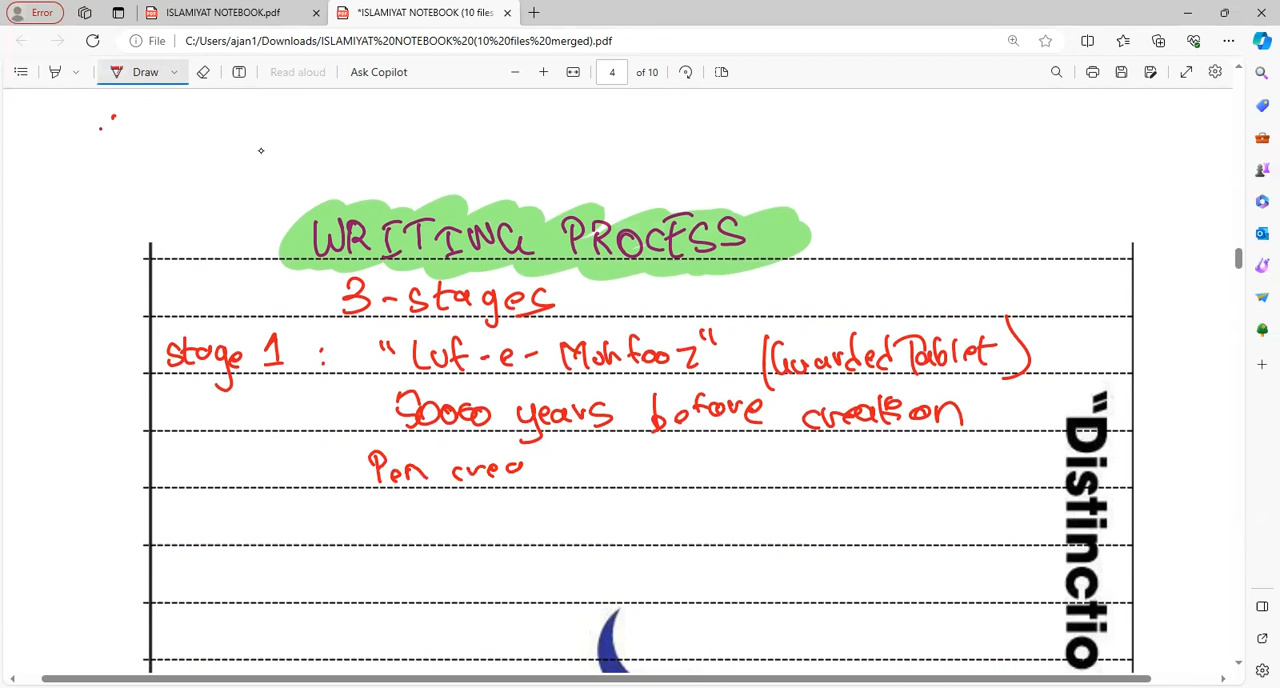 Error
ISLAMIYAT NOTEBOOK.pdf
*ISLAMIYAT NOTEBOOK (10 files
File
C:/Users/ajan1/Downloads/ISLAMIYAT%20NOTEBOOK%20(10%20files%20merged).pdf
Draw
Read aloud
Ask Copilot
4 of 10
WRITING PROCESS
3-stages
stage 1 : "Luf-e-Mahfooz" (Guarded Tablet)
50000 years before creation
Pen crea
"Distinctio